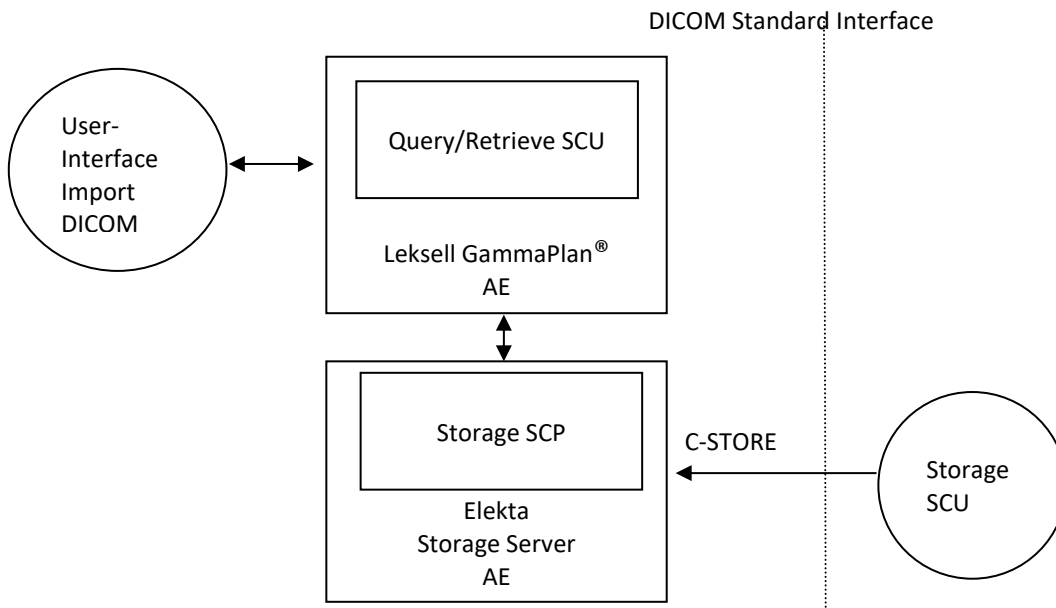 DICOM Standard Interface
User-
Interface
Import
DICOM
Query/Retrieve SCU
Leksell GammaPlan®
AE
Storage SCP
Elekta
Storage Server
AE
C-STORE
Storage
SCU